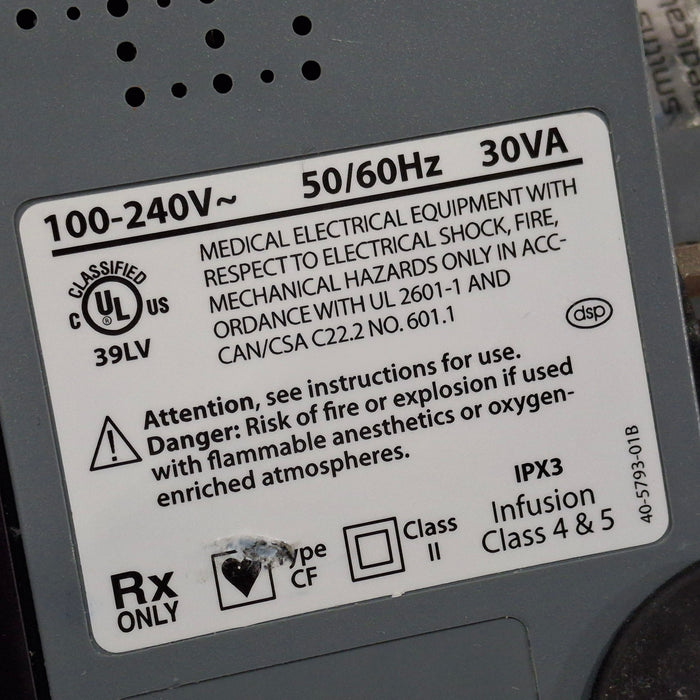 100-240V~ 50/60Hz 30VA
MEDICAL ELECTRICAL EQUIPMENT WITH
RESPECT TO ELECTRICAL SHOCK, FIRE,
MECHANICAL HAZARDS ONLY IN ACC-
ORDANCE WITH UL 2601-1 AND
CAN/CSA C22.2 NO. 601.1
CLASSIFIED
C UL ® US
39LV
dsp
Attention, see instructions for use.
Danger: Risk of fire or explosion if used
with flammable anesthetics or oxygen-
enriched atmospheres.
Rx
ONLY
ype
CF
Class
II
IPX3
Infusion
Class 4 & 5
40-5793-01B